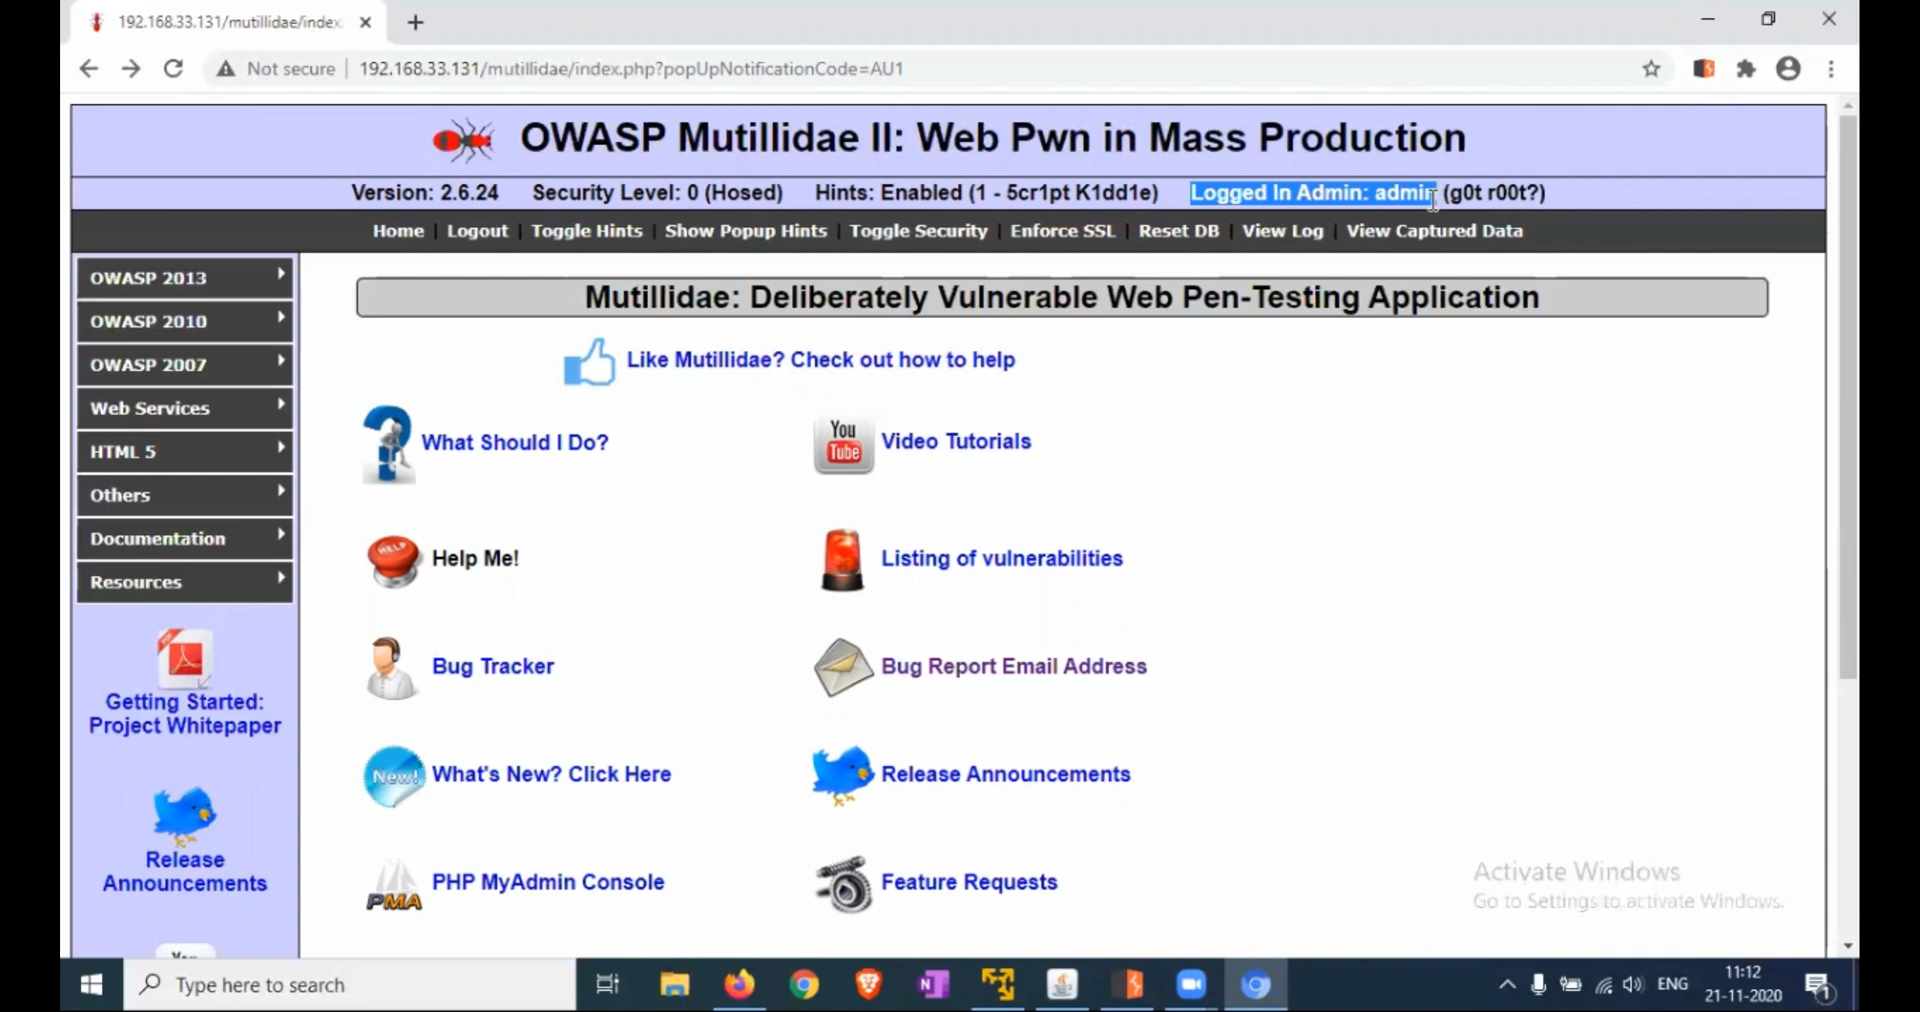 192.168.33.131/mutillidae/index.
Not secure | 192.168.33.131/mutillidae/index.php?popUpNotificationCode=AU1
OWASP Mutillidae II: Web Pwn in Mass Production
Version: 2.6.24 Security Level: 0 (Hosed) Hints: Enabled (1 - 5cr1pt K1dd1e) Logged In Admin: admin (g0t r00t?)
Home | Logout | Toggle Hints | Show Popup Hints | Toggle Security | Enforce SSL | Reset DB | View Log | View Captured Data
OWASP 2013
OWASP 2010
OWASP 2007
Web Services
HTML 5
Others
Documentation
Resources
Getting Started:
Project Whitepaper
Release
Announcements
Mutillidae: Deliberately Vulnerable Web Pen-Testing Application
Like Mutillidae? Check out how to help
What Should I Do?
You
Tube
Video Tutorials
HELP
Help Me!
Listing of vulnerabilities
Bug Tracker
Bug Report Email Address
New!
What's New? Click Here
Release Announcements
PMA
PHP MyAdmin Console
Feature Requests
Activate Windows
Go to Settings to activate Windows.
Type here to search
ENG
11:12
21-11-2020
1